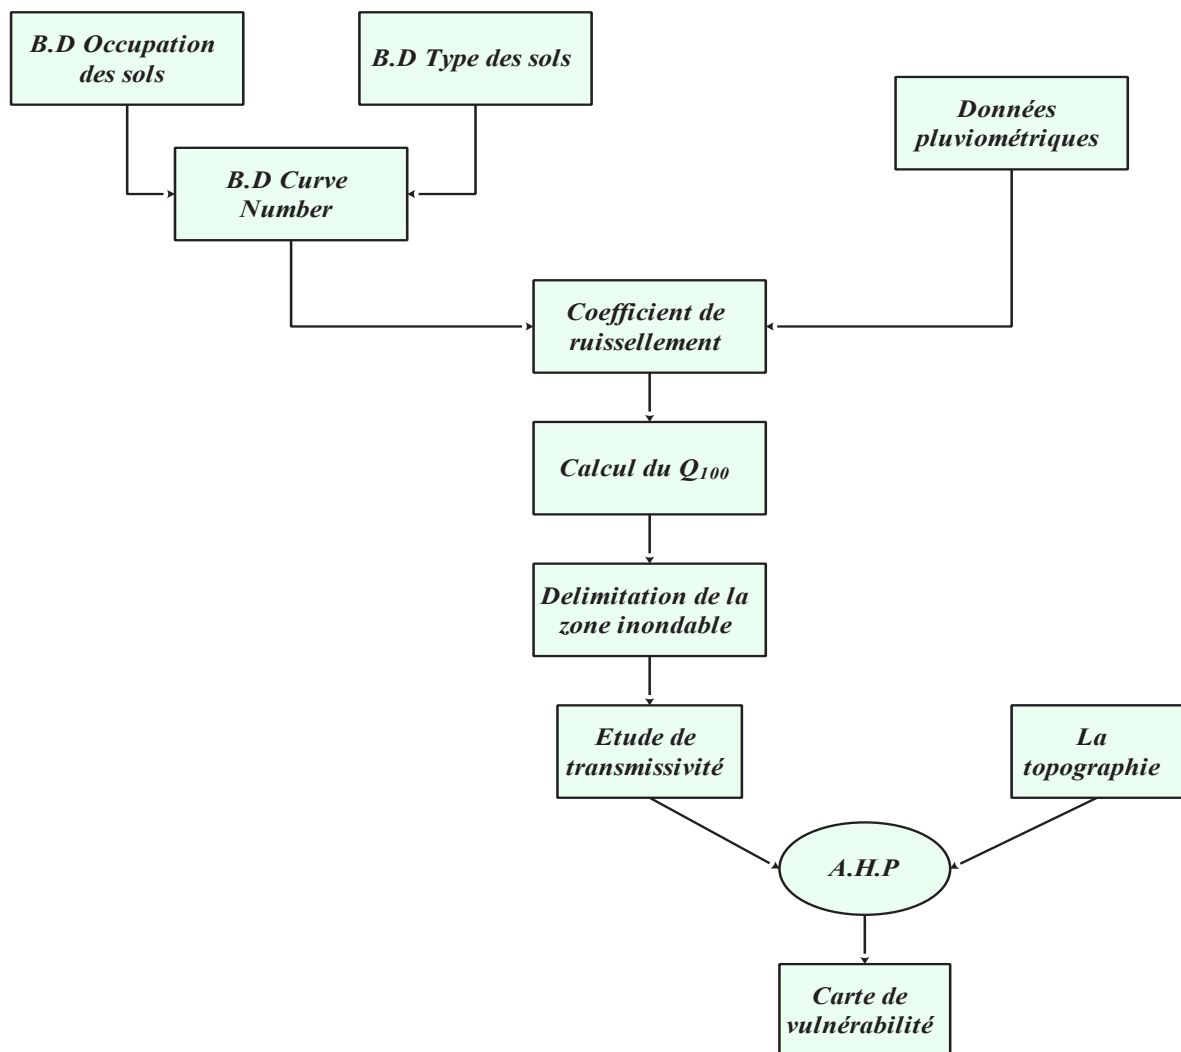 B.D Occupation
des sols
B.D Type des sols
Données
pluviométriques
B.D Curve
Number
Coefficient de
ruissellement
Calcul du Q₁₀₀
Delimitation de la
zone inondable
Etude de
transmissivité
La
topographie
A.H.P
Carte de
vulnérabilité